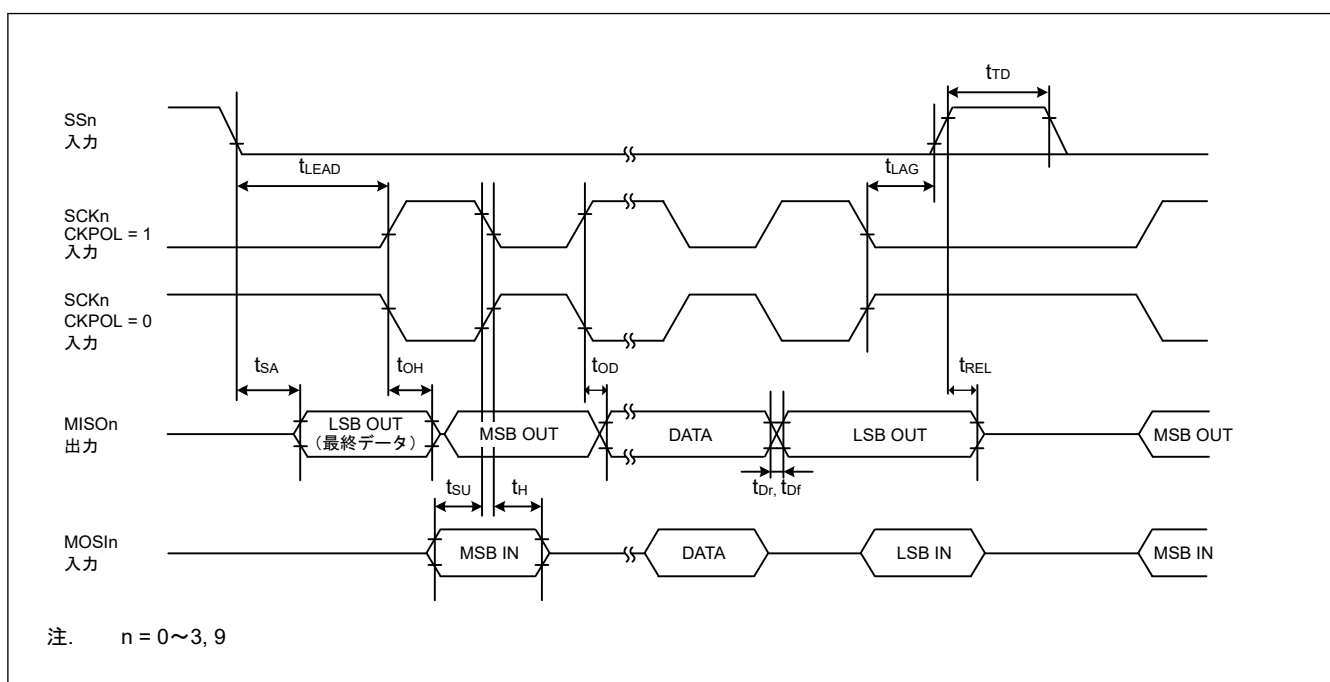 tTD
SSn
入力
tLEAD
tLAG
SCKn
CKPOL = 1
入力
SCKn
CKPOL = 0
入力
tSA
tOH
tOD
tREL
MISOn
出力
LSB OUT
(最終データ)
MSB OUT
DATA
LSB OUT
MSB OUT
tSU
tH
tDr, tDf
MOSIn
入力
MSB IN
DATA
LSB IN
MSB IN
注. n = 0～3, 9